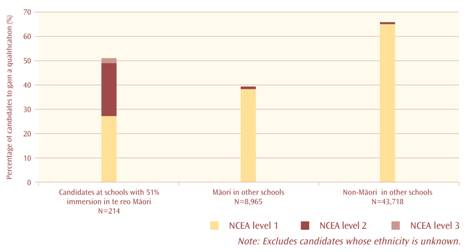 Percentage of candidates to gain a qualification (%)
70
60
50
40
30
20
10
0
Candidates at schools with 51%
immersion in te reo Māori
N=214
Māori in other schools
N=8,965
Non-Māori in other schools
N=43,718
NCEA level 1
NCEA level 2
NCEA level 3
Note: Excludes candidates whose ethnicity is unknown.